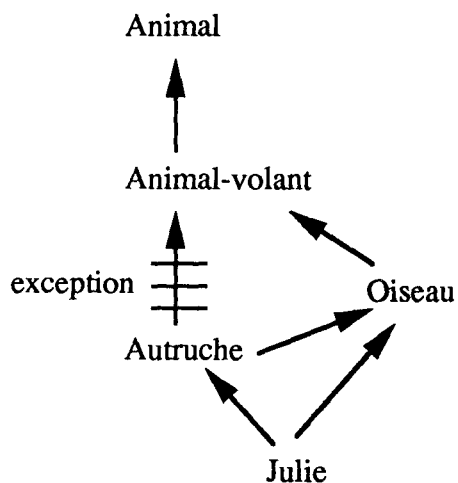 Animal
Animal-volant
exception
Oiseau
Autruche
Julie